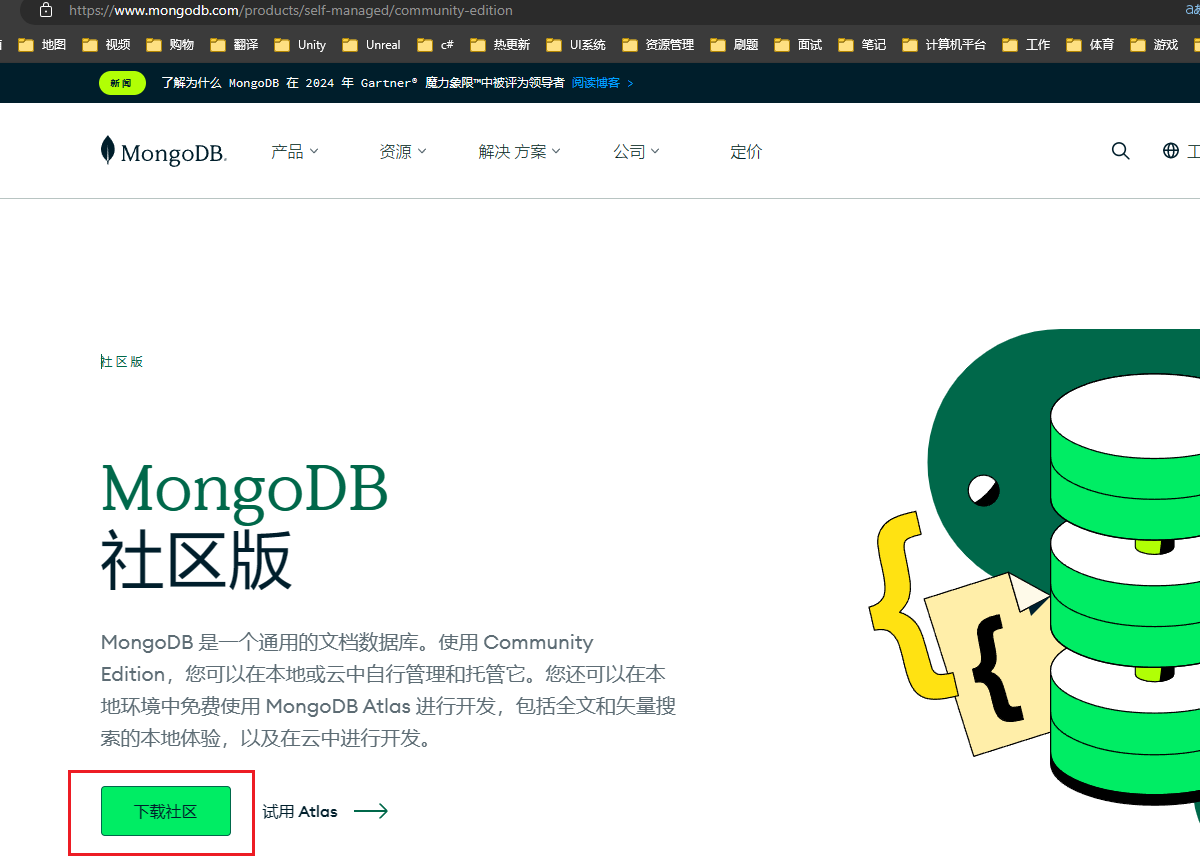 https://www.mongodb.com/products/self-managed/community-edition
地图 视频 购物 翻译 Unity Unreal c# 热更新 UI系统 资源管理 刷题 面试 笔记 计算机平台 工作 体育 游戏
新闻 了解为什么 MongoDB 在 2024 年 Gartner® 魔力象限™中被评为领导者 阅读博客 >
MongoDB. 产品 资源 解决 方案 公司 定价
社区版
MongoDB
社区版
MongoDB 是一个通用的文档数据库。使用 Community
Edition，您可以在本地或云中自行管理和托管它。您还可以在本
地环境中免费使用 MongoDB Atlas 进行开发，包括全文和矢量搜
索的本地体验，以及在云中进行开发。
下载社区 试用 Atlas
{
{